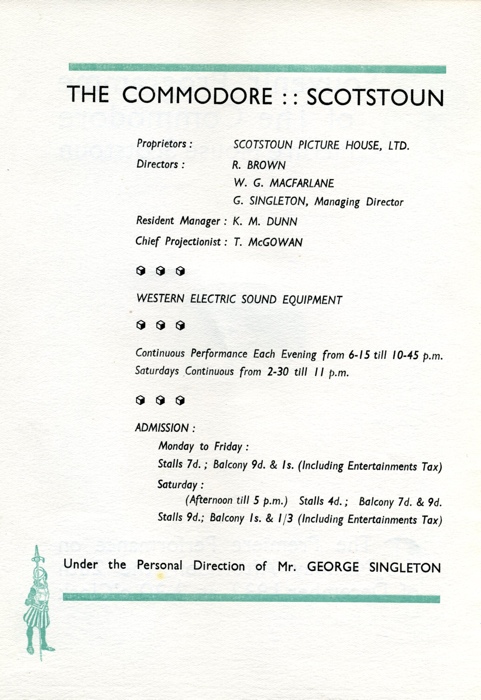 THE COMMODORE :: SCOTSTOUN
Proprietors : SCOTSTOUN PICTURE HOUSE, LTD.
Directors : R. BROWN
W. G. MACFARLANE
G. SINGLETON, Managing Director
Resident Manager : K. M. DUNN
Chief Projectionist : T. McGOWAN
WESTERN ELECTRIC SOUND EQUIPMENT
Continuous Performance Each Evening from 6-15 till 10-45 p.m.
Saturdays Continuous from 2-30 till 11 p.m.
ADMISSION :
Monday to Friday :
Stalls 7d. ; Balcony 9d. & 1s. (Including Entertainments Tax)
Saturday :
(Afternoon till 5 p.m.) Stalls 4d. ; Balcony 7d. & 9d.
Stalls 9d.; Balcony 1s. & 1/3 (Including Entertainments Tax)
Under the Personal Direction of Mr. GEORGE SINGLETON